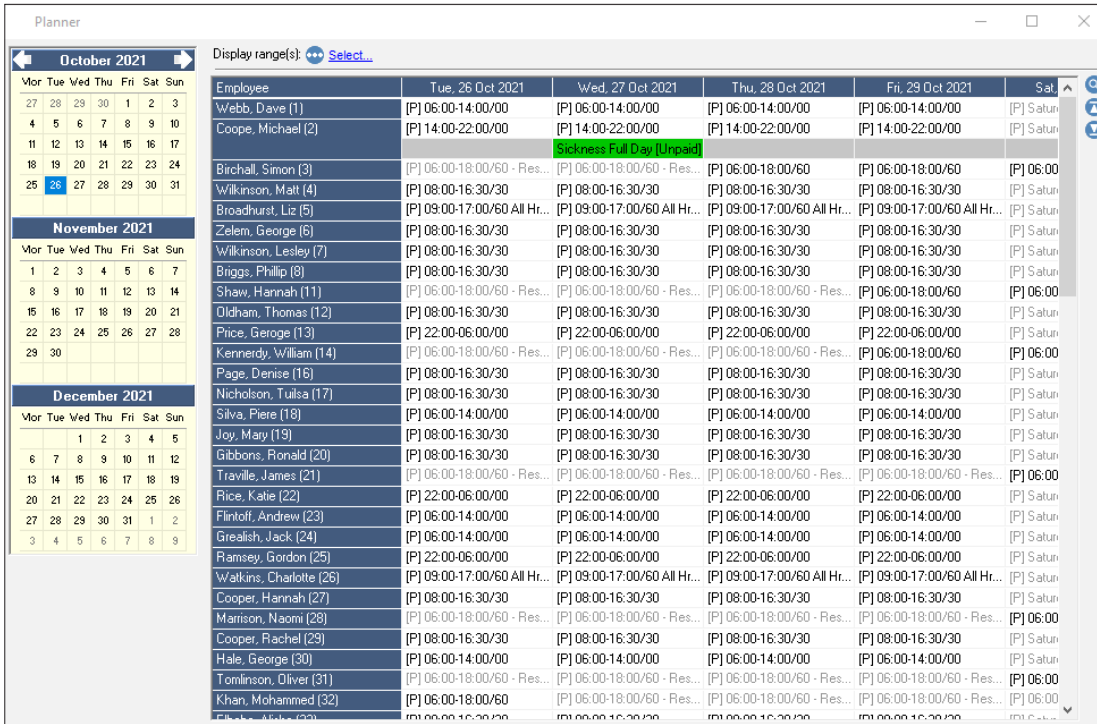 Planner
October 2021
Mor Tue Wed Thu Fri Sat Sun
27 28 29 30 1 2 3
4 5 6 7 8 9 10
11 12 13 14 15 16 17
18 19 20 21 22 23 24
25 26 27 28 29 30 31
November 2021
Mor Tue Wed Thu Fri Sat Sun
1 2 3 4 5 6 7
8 9 10 11 12 13 14
15 16 17 18 19 20 21
22 23 24 25 26 27 28
29 30
December 2021
Mor Tue Wed Thu Fri Sat Sun
1 2 3 4 5
6 7 8 9 10 11 12
13 14 15 16 17 18 19
20 21 22 23 24 25 26
27 28 29 30 31 1 2
3 4 5 6 7 8 9
Display range(s): Select...
Employee Tue, 26 Oct 2021 Wed, 27 Oct 2021 Thu, 28 Oct 2021 Fri, 29 Oct 2021 Sat,
Webb, Dave (1) [P] 06:00-14:00/00 [P] 06:00-14:00/00 [P] 06:00-14:00/00 [P] 06:00-14:00/00 [P] Satur
Coope, Michael (2) [P] 14:00-22:00/00 [P] 14:00-22:00/00 [P] 14:00-22:00/00 [P] 14:00-22:00/00 [P] Satur
Sickness Full Day [Unpaid]
Birchall, Simon (3) [P] 06:00-18:00/60 - Res... [P] 06:00-18:00/60 - Res... [P] 06:00-18:00/60 [P] 06:00-18:00/60 [P] 06:00
Wilkinson, Matt (4) [P] 08:00-16:30/30 [P] 08:00-16:30/30 [P] 08:00-16:30/30 [P] 08:00-16:30/30 [P] Satur
Broadhurst, Liz (5) [P] 09:00-17:00/60 All Hr... [P] 09:00-17:00/60 All Hr... [P] 09:00-17:00/60 All Hr... [P] 09:00-17:00/60 All Hr... [P] Satur
Zelem, George (6) [P] 08:00-16:30/30 [P] 08:00-16:30/30 [P] 08:00-16:30/30 [P] 08:00-16:30/30 [P] Satur
Wilkinson, Lesley (7) [P] 08:00-16:30/30 [P] 08:00-16:30/30 [P] 08:00-16:30/30 [P] 08:00-16:30/30 [P] Satur
Briggs, Phillip (8) [P] 08:00-16:30/30 [P] 08:00-16:30/30 [P] 08:00-16:30/30 [P] 08:00-16:30/30 [P] Satur
Shaw, Hannah (11) [P] 06:00-18:00/60 - Res... [P] 06:00-18:00/60 - Res... [P] 06:00-18:00/60 - Res... [P] 06:00-18:00/60 [P] 06:00
Oldham, Thomas (12) [P] 08:00-16:30/30 [P] 08:00-16:30/30 [P] 08:00-16:30/30 [P] 08:00-16:30/30 [P] Satur
Price, Geroge (13) [P] 22:00-06:00/00 [P] 22:00-06:00/00 [P] 22:00-06:00/00 [P] 22:00-06:00/00 [P] Satur
Kennerdy, William (14) [P] 06:00-18:00/60 - Res... [P] 06:00-18:00/60 - Res... [P] 06:00-18:00/60 - Res... [P] 06:00-18:00/60 [P] 06:00
Page, Denise (16) [P] 08:00-16:30/30 [P] 08:00-16:30/30 [P] 08:00-16:30/30 [P] 08:00-16:30/30 [P] Satur
Nicholson, Tuilsa (17) [P] 08:00-16:30/30 [P] 08:00-16:30/30 [P] 08:00-16:30/30 [P] 08:00-16:30/30 [P] Satur
Silva, Piere (18) [P] 06:00-14:00/00 [P] 06:00-14:00/00 [P] 06:00-14:00/00 [P] 06:00-14:00/00 [P] Satur
Joy, Mary (19) [P] 08:00-16:30/30 [P] 08:00-16:30/30 [P] 08:00-16:30/30 [P] 08:00-16:30/30 [P] Satur
Gibbons, Ronald (20) [P] 08:00-16:30/30 [P] 08:00-16:30/30 [P] 08:00-16:30/30 [P] 08:00-16:30/30 [P] Satur
Traville, James (21) [P] 06:00-18:00/60 - Res... [P] 06:00-18:00/60 - Res... [P] 06:00-18:00/60 - Res... [P] 06:00-18:00/60 - Res... [P] 06:00
Rice, Katie (22) [P] 22:00-06:00/00 [P] 22:00-06:00/00 [P] 22:00-06:00/00 [P] 22:00-06:00/00 [P] Satur
Flintoff, Andrew (23) [P] 06:00-14:00/00 [P] 06:00-14:00/00 [P] 06:00-14:00/00 [P] 06:00-14:00/00 [P] Satur
Grealish, Jack (24) [P] 06:00-14:00/00 [P] 06:00-14:00/00 [P] 06:00-14:00/00 [P] 06:00-14:00/00 [P] Satur
Ramsey, Gordon (25) [P] 22:00-06:00/00 [P] 22:00-06:00/00 [P] 22:00-06:00/00 [P] 22:00-06:00/00 [P] Satur
Watkins, Charlotte (26) [P] 09:00-17:00/60 All Hr... [P] 09:00-17:00/60 All Hr... [P] 09:00-17:00/60 All Hr... [P] 09:00-17:00/60 All Hr... [P] Satur
Cooper, Hannah (27) [P] 08:00-16:30/30 [P] 08:00-16:30/30 [P] 08:00-16:30/30 [P] 08:00-16:30/30 [P] Satur
Marrison, Naomi (28) [P] 06:00-18:00/60 - Res... [P] 06:00-18:00/60 - Res... [P] 06:00-18:00/60 - Res... [P] 06:00-18:00/60 - Res... [P] 06:00
Cooper, Rachel (29) [P] 08:00-16:30/30 [P] 08:00-16:30/30 [P] 08:00-16:30/30 [P] 08:00-16:30/30 [P] Satur
Hale, George (30) [P] 06:00-14:00/00 [P] 06:00-14:00/00 [P] 06:00-14:00/00 [P] 06:00-14:00/00 [P] Satur
Tomlinson, Oliver (31) [P] 06:00-18:00/60 - Res... [P] 06:00-18:00/60 - Res... [P] 06:00-18:00/60 - Res... [P] 06:00-18:00/60 - Res... [P] 06:00
Khan, Mohammed (32) [P] 06:00-18:00/60 [P] 06:00-18:00/60 - Res... [P] 06:00-18:00/60 - Res... [P] 06:00-18:00/60 - Res... [P] 06:00